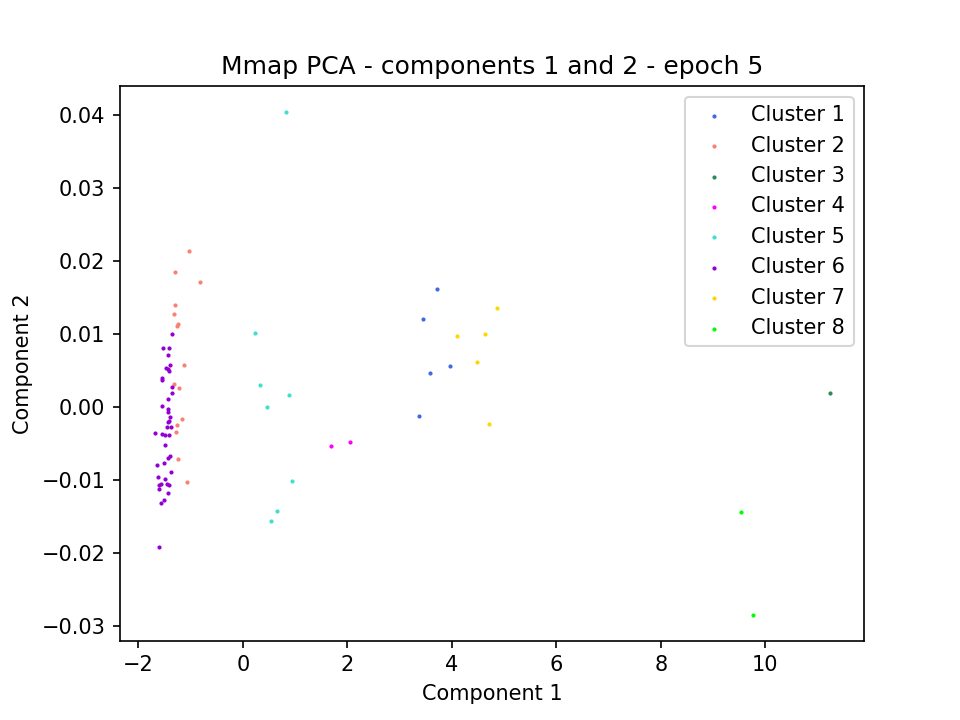 Mmap PCA - components 1 and 2 - epoch 5
Cluster 1
Cluster 2
Cluster 3
Cluster 4
Cluster 5
Cluster 6
Cluster 7
Cluster 8
Component 2
0.04
0.03
0.02
0.01
0.00
−0.01
−0.02
−0.03
−2
0
2
4
6
8
10
Component 1